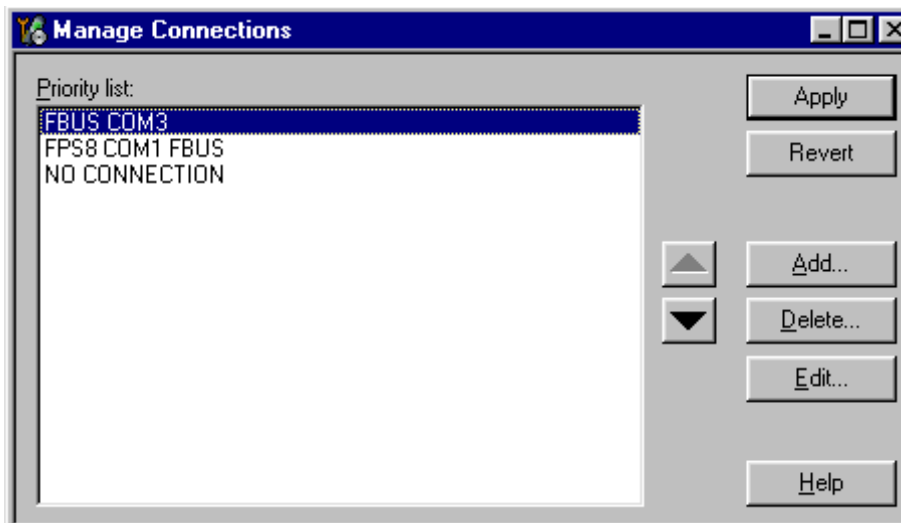 Manage Connections
Priority list:
FBUS COM3
FPS8 COM1 FBUS
NO CONNECTION
Apply
Revert
Add...
Delete...
Edit...
Help